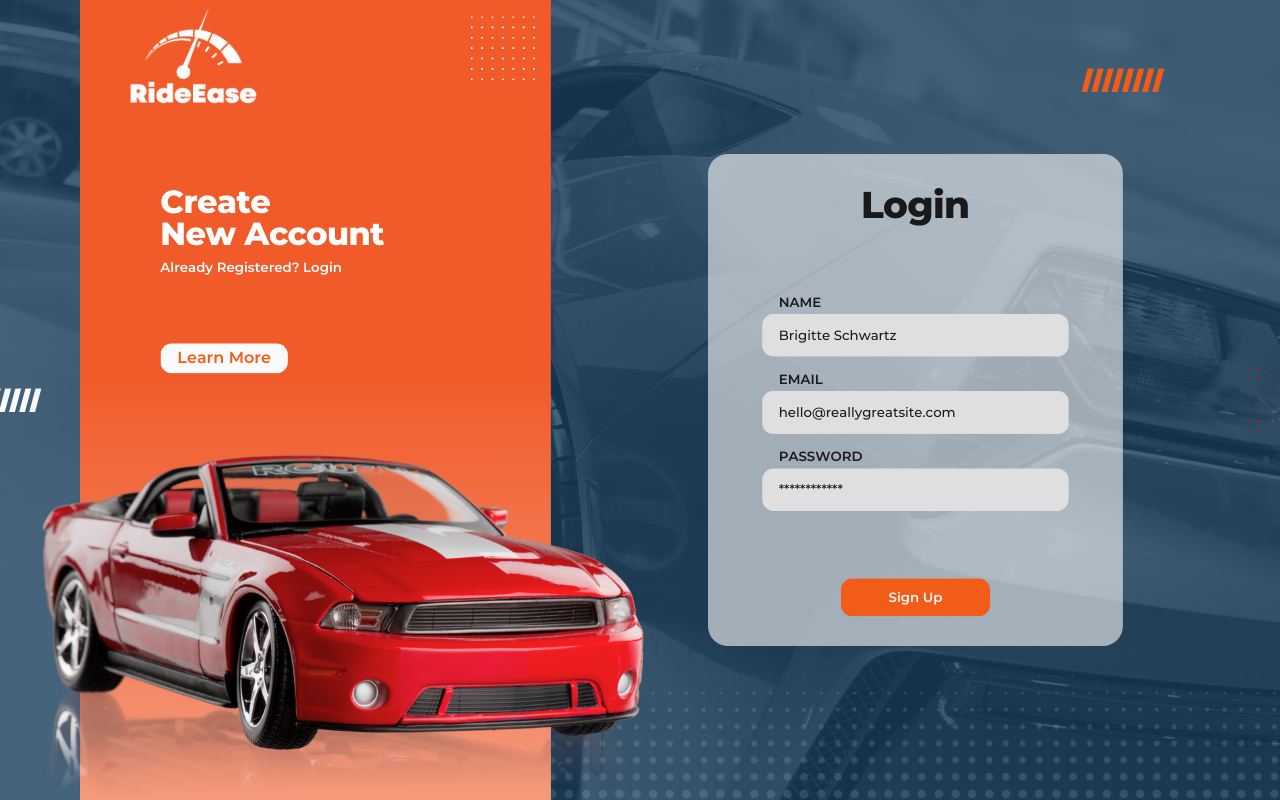 RideEase
Create
New Account
Already Registered? Login
Learn More
Login
NAME
Brigitte Schwartz
EMAIL
hello@reallygreatsite.com
PASSWORD
************
Sign Up